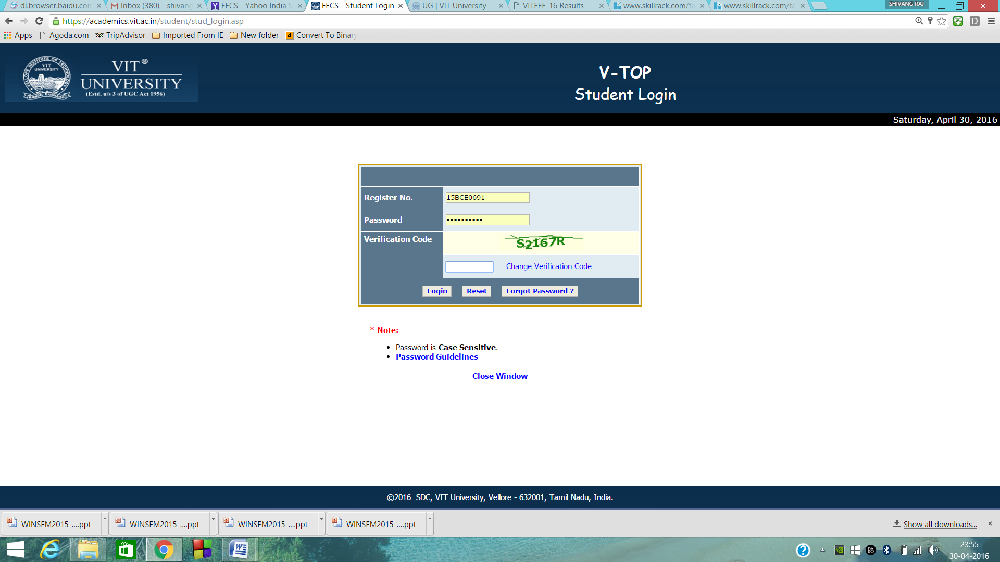 dl.browser.baidu.con
Inbox (380) - shivang
FFCS - Yahoo India S
FFCS - Student Login
UG | VIT University
VITEEE-16 Results
www.skillrack.com/fa
www.skillrack.com/fa
SHIVANG RAJ
https://academics.vit.ac.in/student/stud_login.asp
Apps
Agoda.com
TripAdvisor
Imported From IE
New folder
Convert To Binary
VIT UNIVERSITY
VIT®
UNIVERSITY
(Estd. u/s 3 of UGC Act 1956)
V-TOP
Student Login
Saturday, April 30, 2016
Register No.
15BCE0691
Password
Verification Code
S2167R
Change Verification Code
Login
Reset
Forgot Password ?
* Note:
• Password is Case Sensitive.
• Password Guidelines
Close Window
©2016 SDC, VIT University, Vellore - 632001, Tamil Nadu, India.
WINSEM2015-....ppt
WINSEM2015-....ppt
WINSEM2015-....ppt
WINSEM2015-....ppt
Show all downloads...
23:55
30-04-2016